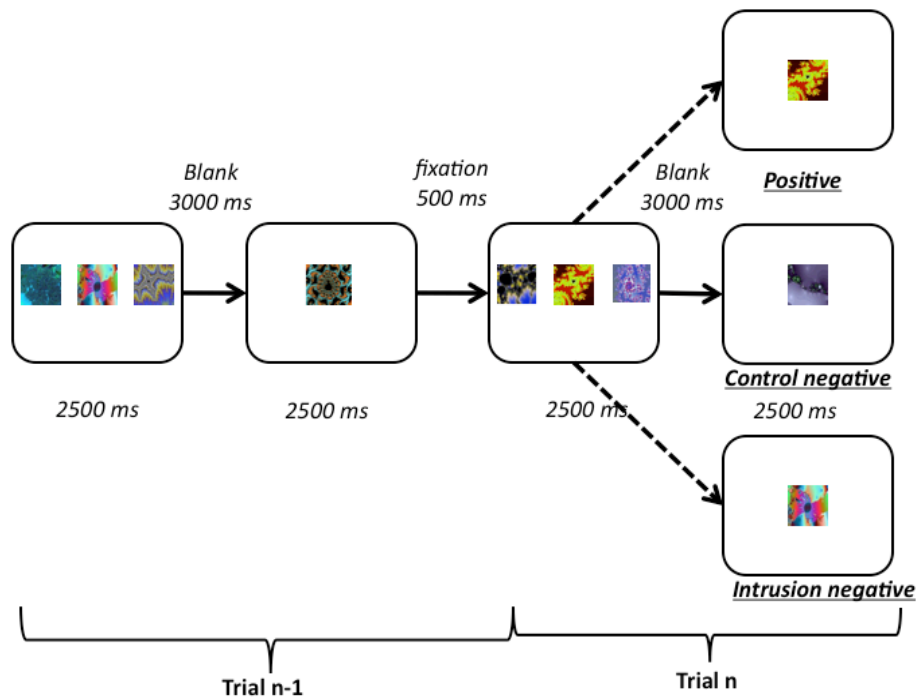 Blank
3000 ms
fixation
500 ms
Blank
3000 ms
Positive
Control negative
2500 ms
2500 ms
2500 ms
2500 ms
Intrusion negative
Trial n-1
Trial n